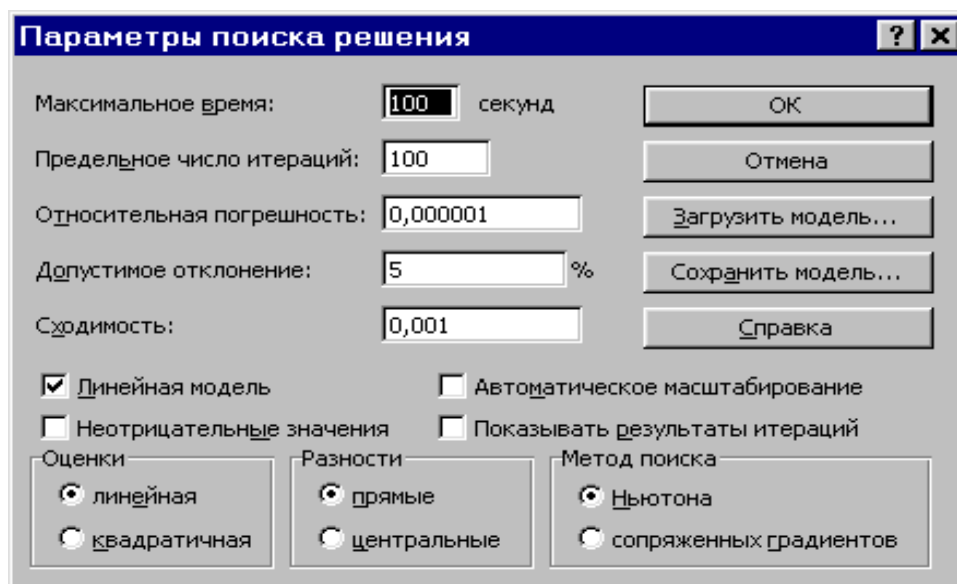 Параметры поиска решения
Максимальное время: 100 секунд OK
Предельное число итераций: 100 Отмена
Относительная погрешность: 0,000001 Загрузить модель...
Допустимое отклонение: 5 % Сохранить модель...
Сходимость: 0,001 Справка
Линейная модель Автоматическое масштабирование
Неотрицательные значения Показывать результаты итераций
Оценки Разности Метод поиска
линейная прямые Ньютона
квадратичная центральные сопряженных градиентов